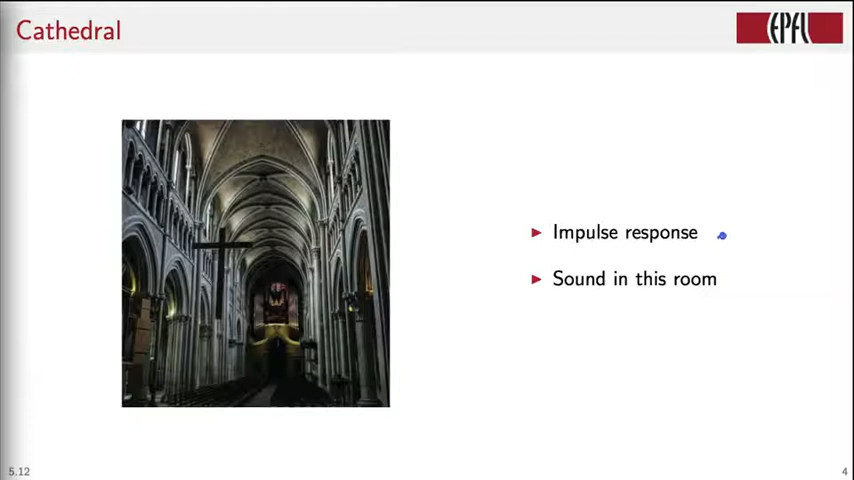 Cathedral
EPFL
Impulse response
Sound in this room
5.12
4